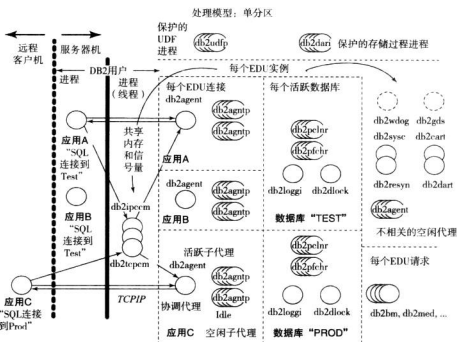 处理模型：单分区
远程
客户机
服务器机
保护的
UDF
进程
db2udfp
db2dari
保护的存储过程进程
DB2用户
进程
进程
(线程)
每个EDU实例
每个EDU连接
db2agent
db2agntp
db2agntp
应用A
每个活跃数据库
db2pclnr
db2pfchr
db2loggi
db2dlock
数据库“TEST”
db2wdog
db2gds
db2sysc
db2cart
db2resyn
db2dart
db2agent
不相关的空闲代理
应用A
“SQL
连接到
Test”
共享
内存和信
号量
db2ipccm
db2tcpcm
应用B
“SQL
连接到
Test”
db2agent
db2agntp
db2agntp
应用B
活跃子代理
db2agent
db2agntp
db2agntp
Idle
协调代理
应用C
空闲子代理
db2pclnr
db2pfchr
db2loggi
db2dlock
数据库“PROD”
每个EDU请求
db2bm, db2med, ...
TCPIP
应用C
“SQL连接
到Prod”